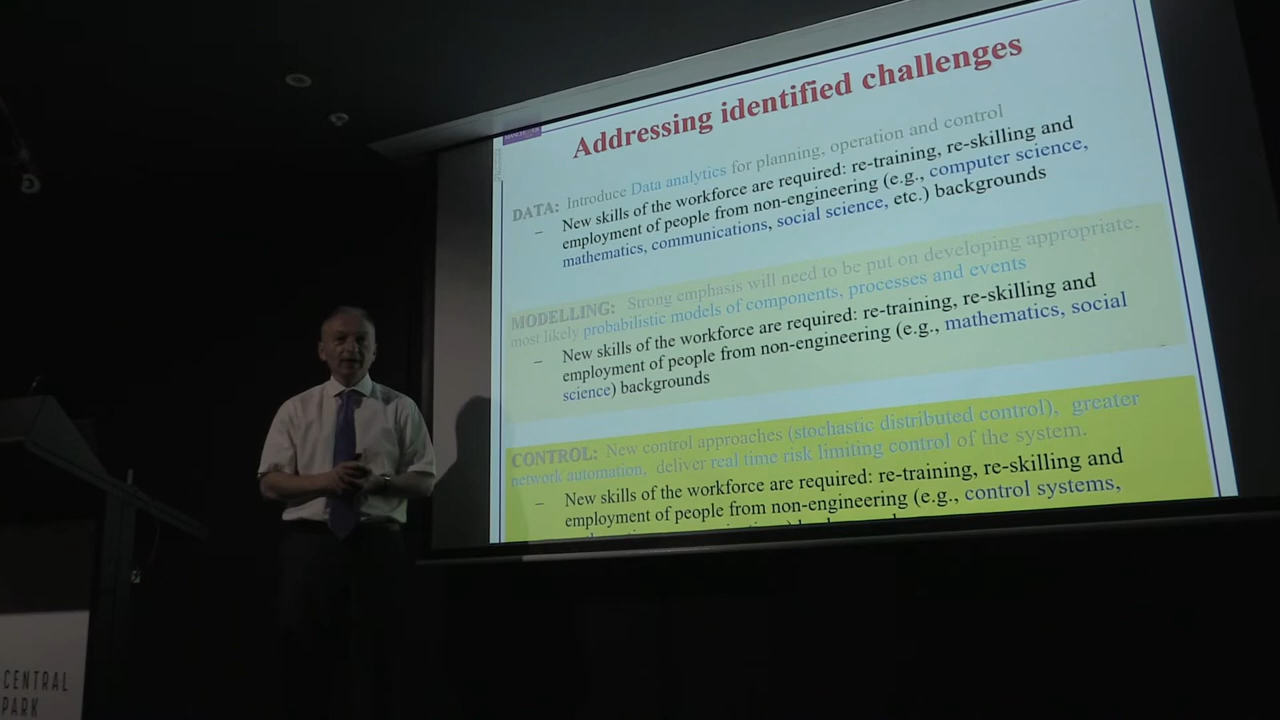 Addressing identified challenges
DATA: Introduce Data analytics for planning, operation and control
– New skills of the workforce are required: re-training, re-skilling and
employment of people from non-engineering (e.g., computer science,
mathematics, communications, social science, etc.) backgrounds
MODELLING: Strong emphasis will need to be put on developing appropriate,
most likely probabilistic models of components, processes and events
– New skills of the workforce are required: re-training, re-skilling and
employment of people from non-engineering (e.g., mathematics, social
science) backgrounds
CONTROL: New control approaches (stochastic distributed control), greater
network automation, deliver real time risk limiting control of the system.
– New skills of the workforce are required: re-training, re-skilling and
employment of people from non-engineering (e.g., control systems,
CENTRAL
PARK